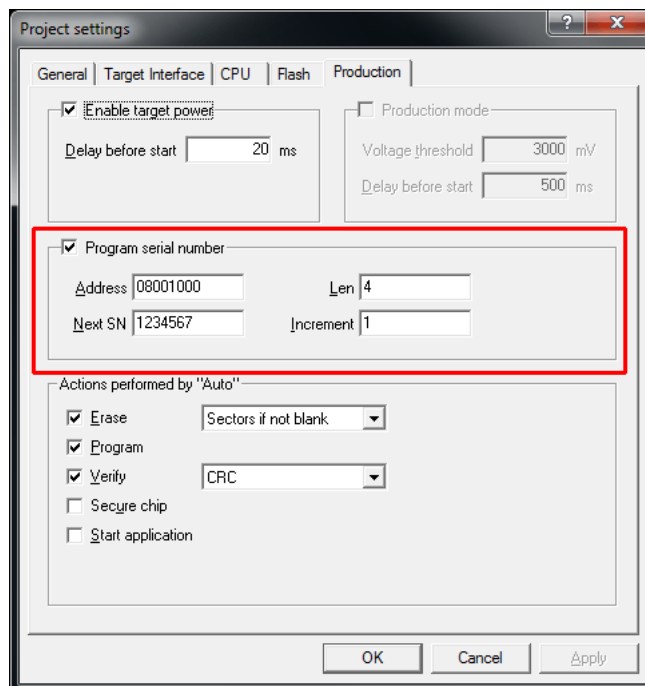 Project settings
General Target Interface CPU Flash Production
Enable target power
Delay before start 20 ms
Production mode
Voltage threshold 3000 mV
Delay before start 500 ms
Program serial number
Address 08001000 Len 4
Next SN 1234567 Increment 1
Actions performed by "Auto"
Erase Sectors if not blank
Program
Verify CRC
Secure chip
Start application
OK Cancel Apply